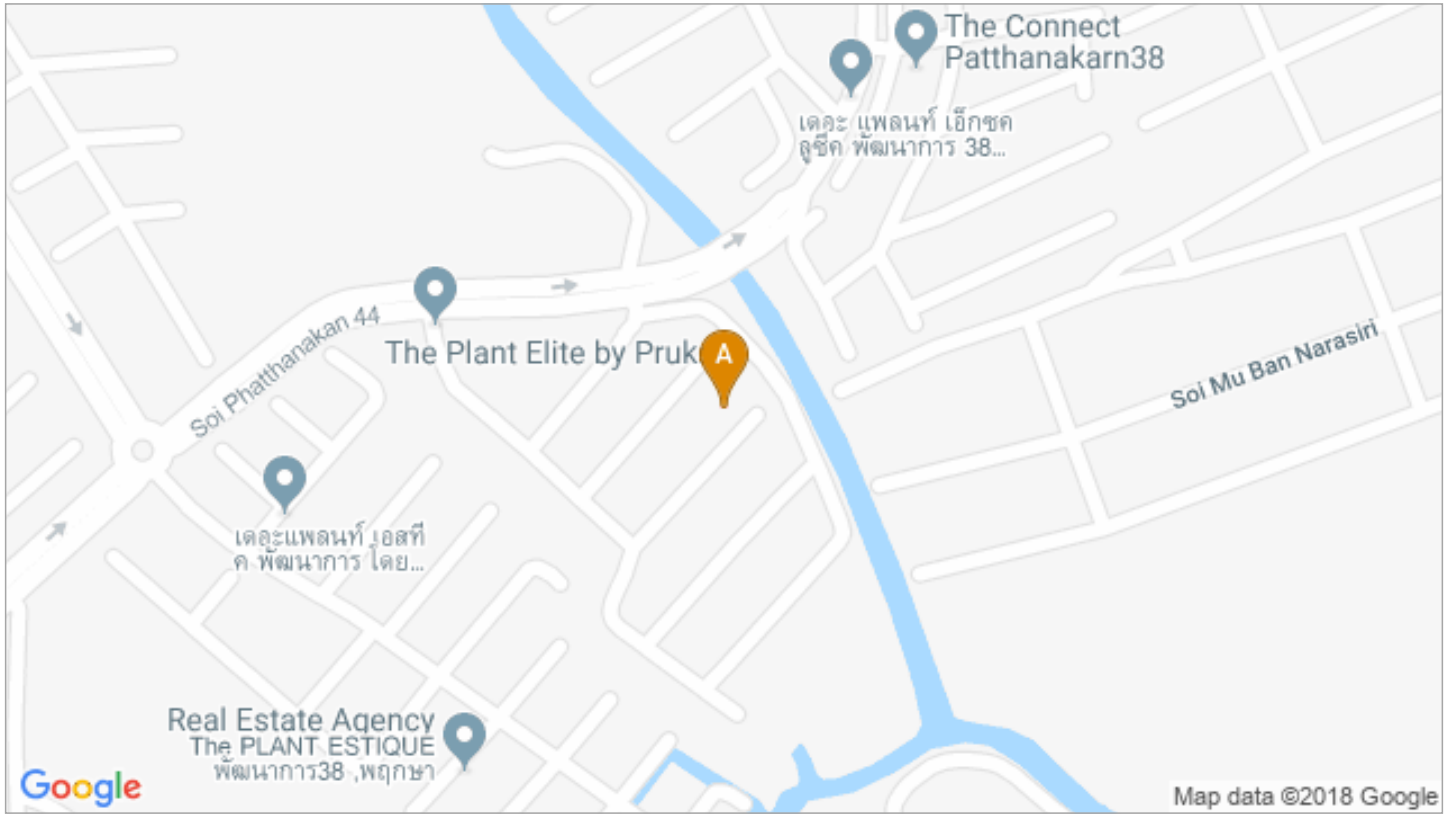 The Connect
Patthanakarn38
เดอะ แพลนท์ เอ็กซค
ลูซีค พัฒนาการ 38...
Soi Phatthanakan 44
The Plant Elite by Pruk
A
Soi Mu Ban Narasiri
เดอะแพลนท์ เอสที
ค พัฒนาการ โดย...
Real Estate Agency
The PLANT ESTIQUE
พัฒนาการ38 ,พฤกษา
Google
Map data ©2018 Google